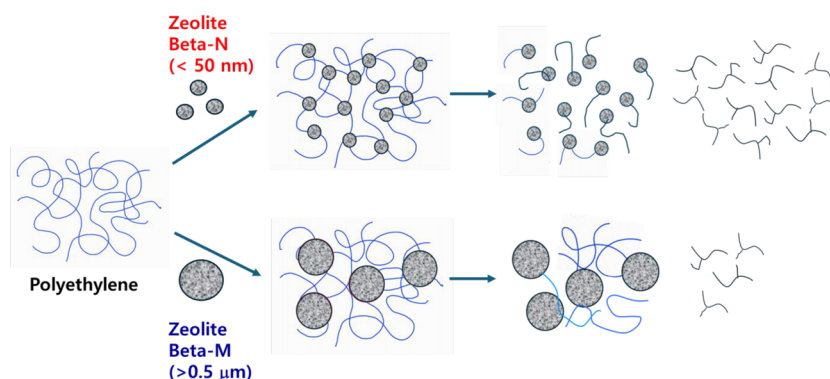 Zeolite
Beta-N
(< 50 nm)
Polyethylene
Zeolite
Beta-M
(>0.5 μm)